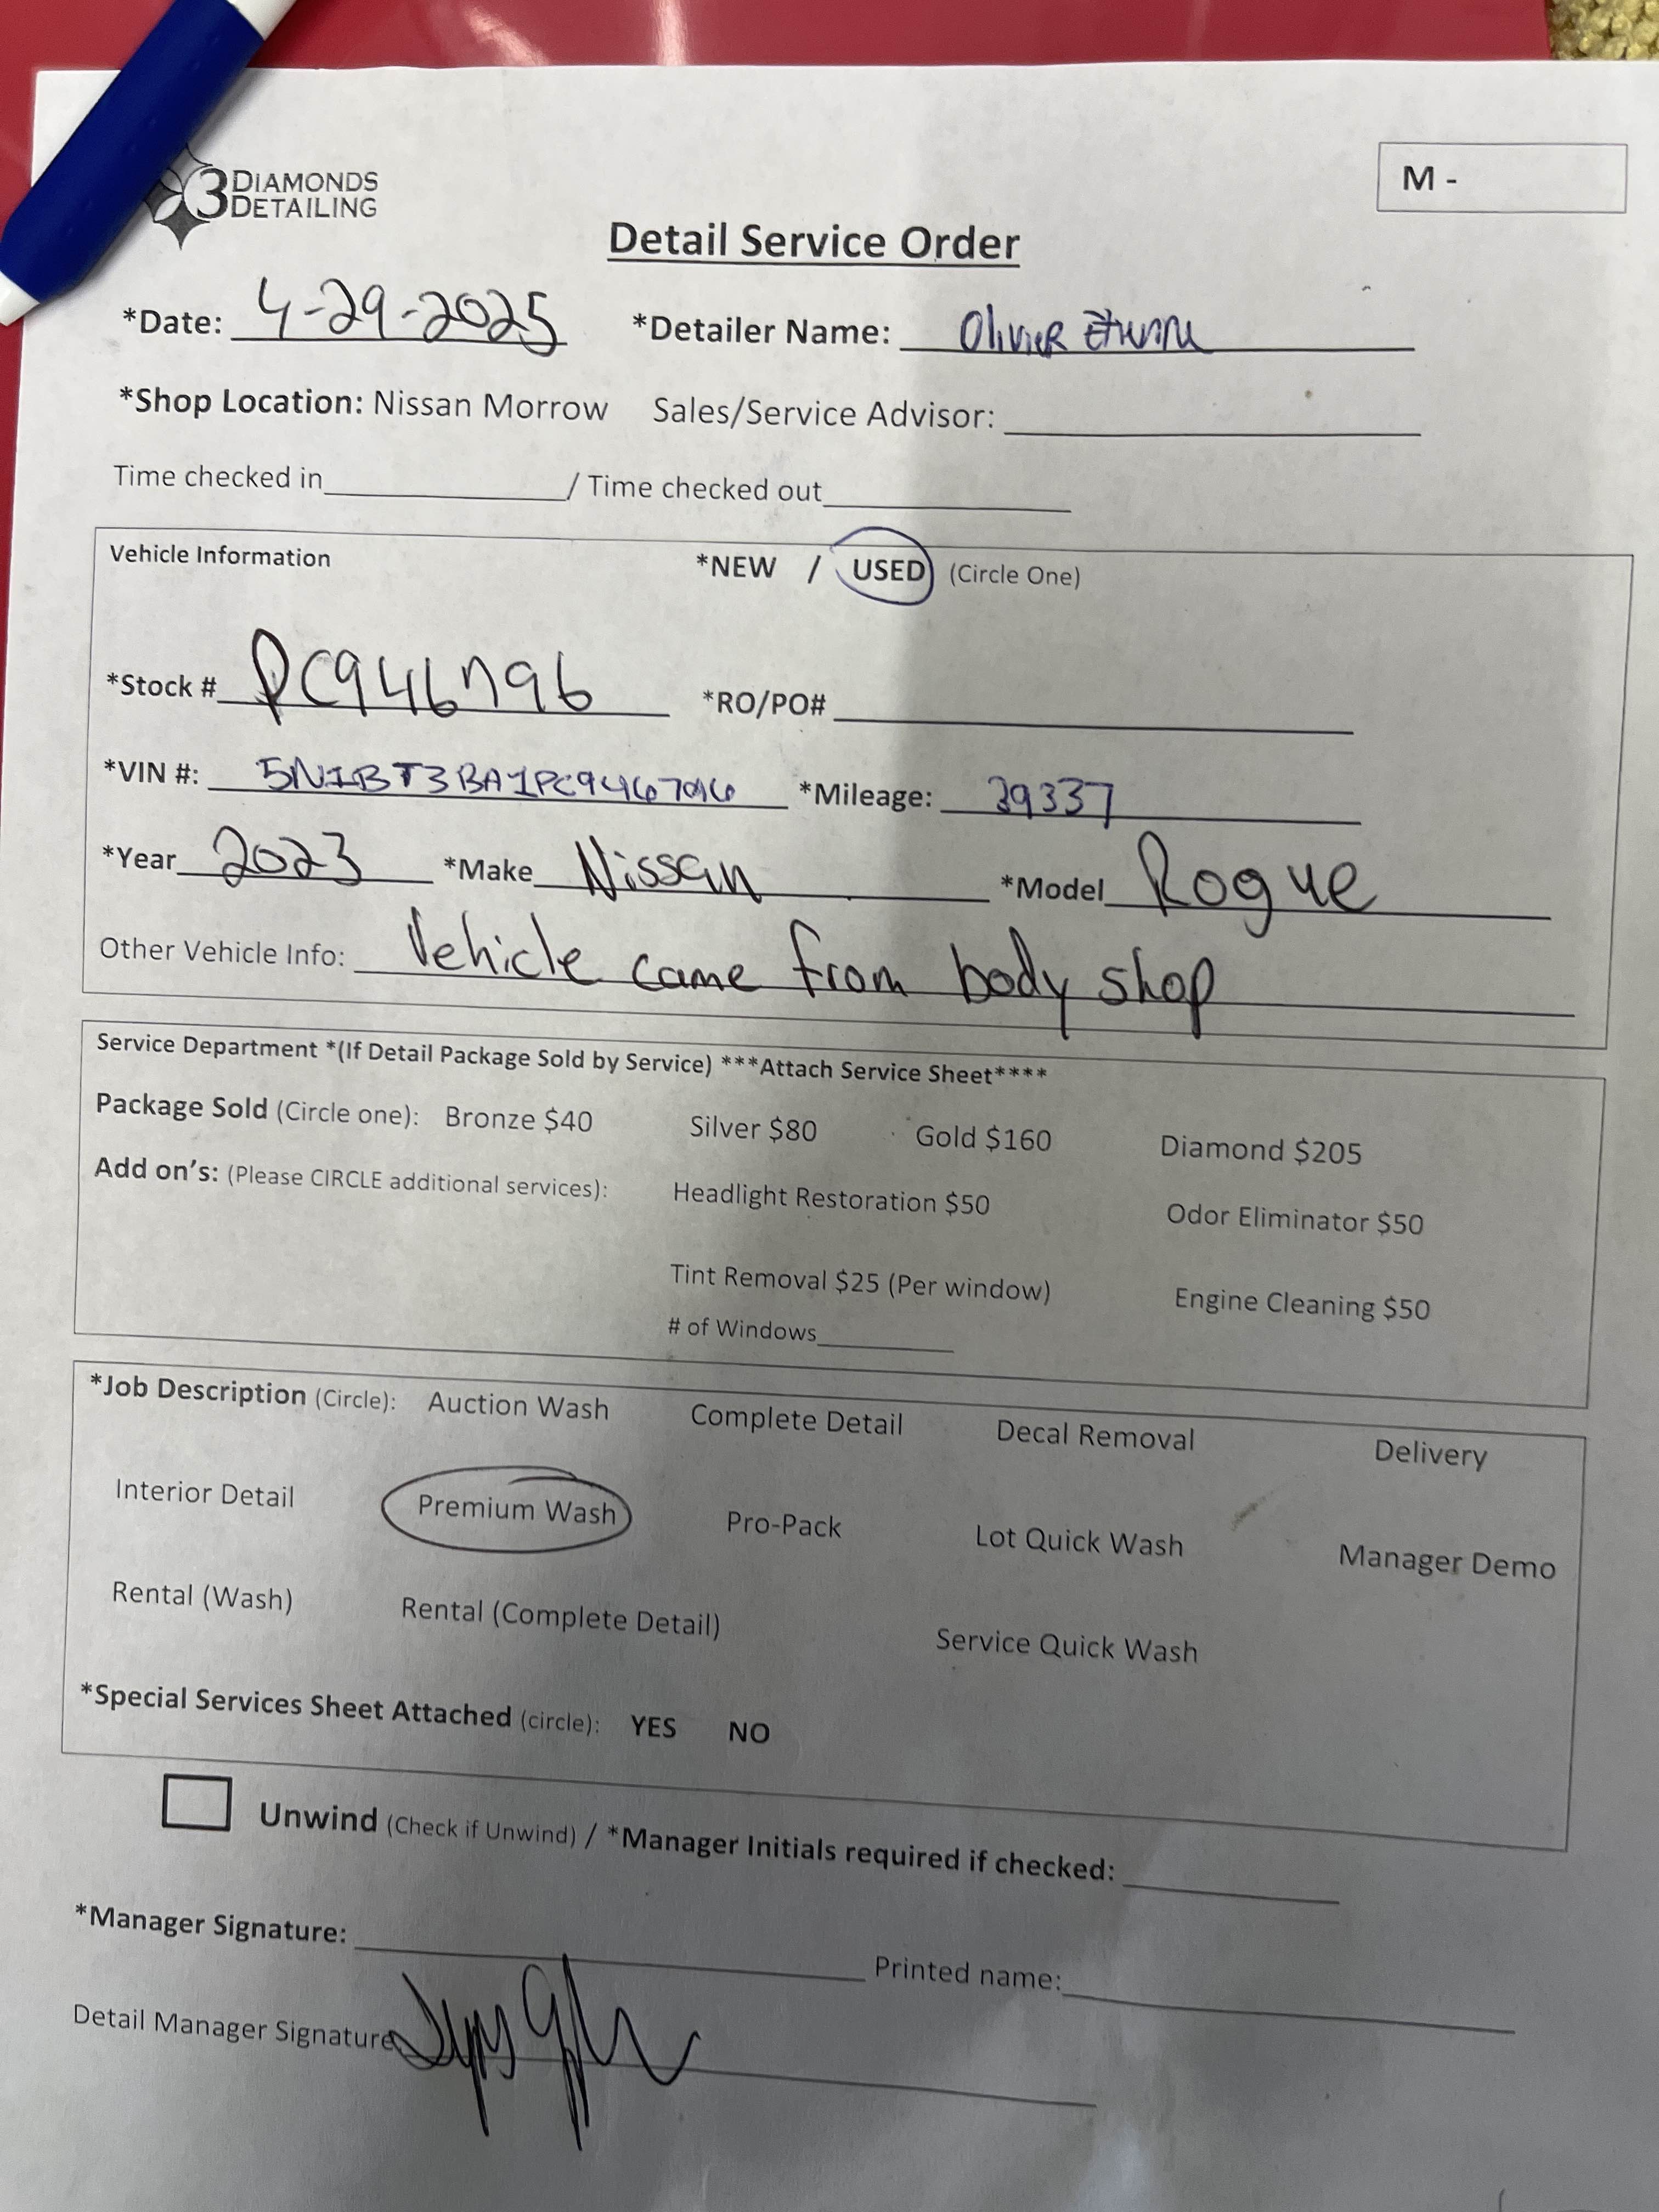 3 DIAMONDS DETAILING
M -
Detail Service Order
*Date: 4-29-2025 *Detailer Name: Olivier Etienne
*Shop Location: Nissan Morrow Sales/Service Advisor:
Time checked in / Time checked out
Vehicle Information *NEW / USED (Circle One)
*Stock # PC946796 *RO/PO#
*VIN #: 5N1BT3BA1PC946796 *Mileage: 39337
*Year 2023 *Make Nissan *Model Rogue
Other Vehicle Info: Vehicle came from body shop
Service Department *(If Detail Package Sold by Service) ***Attach Service Sheet****
Package Sold (Circle one): Bronze $40 Silver $80 Gold $160 Diamond $205
Add on's: (Please CIRCLE additional services): Headlight Restoration $50 Odor Eliminator $50
Tint Removal $25 (Per window) Engine Cleaning $50
# of Windows
*Job Description (Circle): Auction Wash Complete Detail Decal Removal Delivery
Interior Detail Premium Wash Pro-Pack Lot Quick Wash Manager Demo
Rental (Wash) Rental (Complete Detail) Service Quick Wash
*Special Services Sheet Attached (circle): YES NO
Unwind (Check if Unwind) / *Manager Initials required if checked:
*Manager Signature: Printed name:
Detail Manager Signature